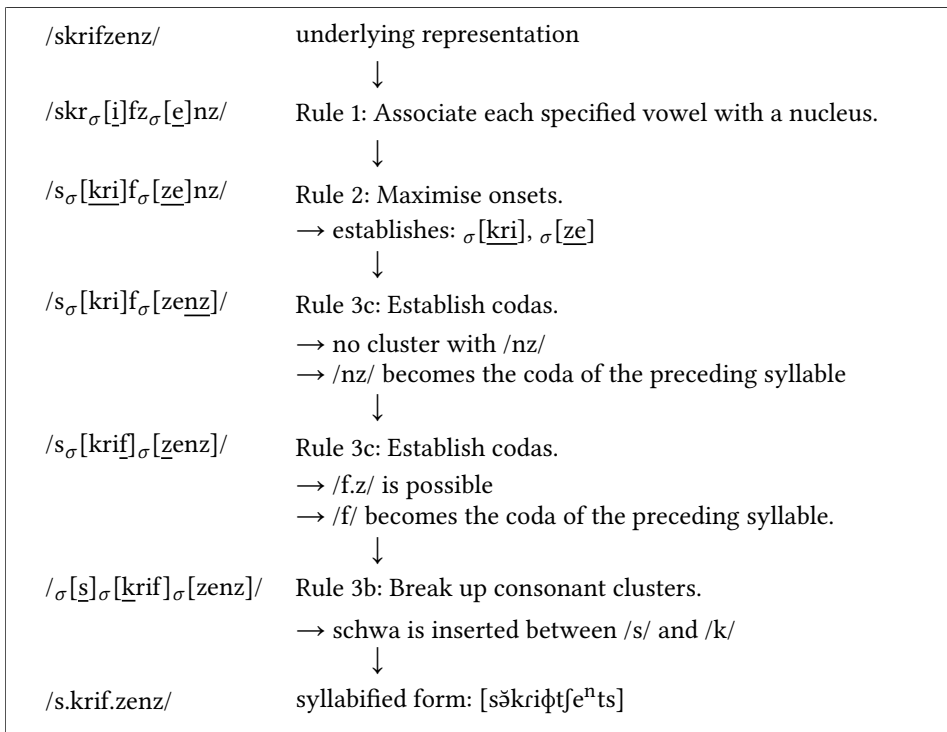 /skrifzenz/ underlying representation
↓
/skrσ[i]fzσ[e]nz/ Rule 1: Associate each specified vowel with a nucleus.
↓
/sσ[kri]fσ[ze]nz/ Rule 2: Maximise onsets.
→ establishes: σ[kri], σ[ze]
↓
/sσ[kri]fσ[zenz]/ Rule 3c: Establish codas.
→ no cluster with /nz/
→ /nz/ becomes the coda of the preceding syllable
↓
/sσ[krif]σ[zenz]/ Rule 3c: Establish codas.
→ /f.z/ is possible
→ /f/ becomes the coda of the preceding syllable.
↓
/σ[s]σ[krif]σ[zenz]/ Rule 3b: Break up consonant clusters.
→ schwa is inserted between /s/ and /k/
↓
/s.krif.zenz/ syllabified form: [sə̆kɾiɸtʃeⁿts]